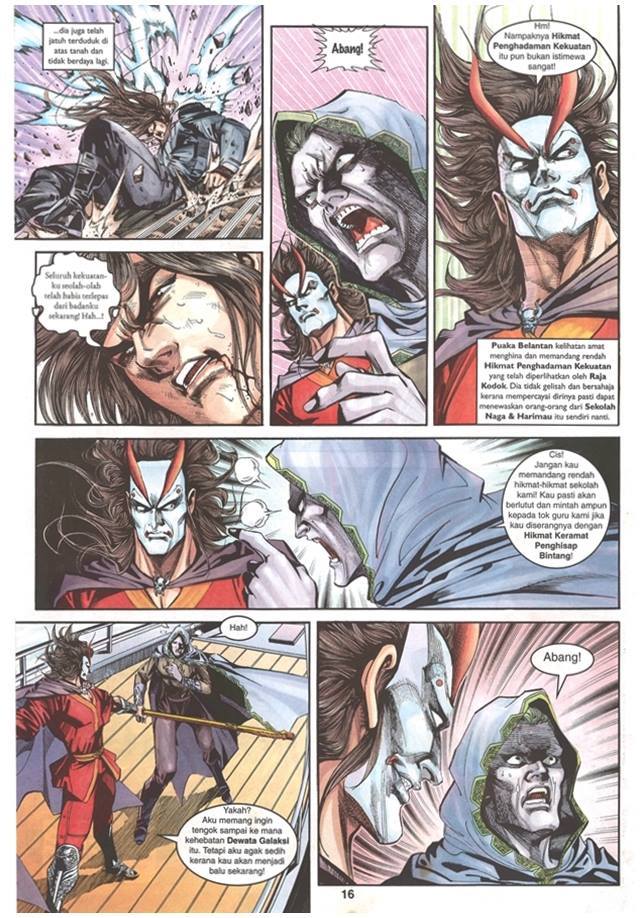 ...dia juga telah
jatuh terduduk di
atas tanah dan
tidak berdaya lagi.
Seluruh kekuatan-
ku seolah-olah
telah habis terlepas
dari badanku
sekarang! Hah...!
Abang!
Hm!
Nampaknya Hikmat
Penghadaman Kekuatan
itu pun bukan istimewa
sangat!
Puaka Belantan kelihatan amat
menghina dan memandang rendah
Hikmat Penghadaman Kekuatan
yang telah diperlihatkan oleh Raja
Kodok. Dia tidak gelisah dan bersahaja
kerana mempercayai dirinya pasti dapat
menewaskan orang-orang dari Sekolah
Naga & Harimau itu sendiri nanti.
Cis!
Jangan kau
memandang rendah
hikmat-hikmat sekolah
kami! Kau pasti akan
berlutut dan mintah ampun
kepada tok guru kami jika
kau diserangnya dengan
Hikmat Keramat
Penghisap
Bintang!
Hah!
Yakah?
Aku memang ingin
tengok sampai ke mana
kehebatan Dewata Galaksi
itu. Tetapi aku agak sedih
kerana kau akan menjadi
balu sekarang!
Abang!
16